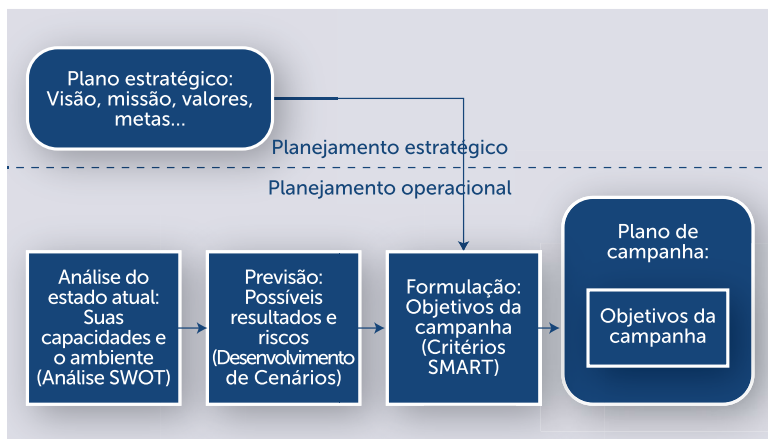 Plano estratégico:
Visão, missão, valores,
metas...
Planejamento estratégico
Planejamento operacional
Análise do
estado atual:
Suas
capacidades e
o ambiente
(Análise SWOT)
Previsão:
Possíveis
resultados e
riscos
(Desenvolvimento
de Cenários)
Formulação:
Objetivos da
campanha
(Critérios
SMART)
Plano de
campanha:
Objetivos da
campanha